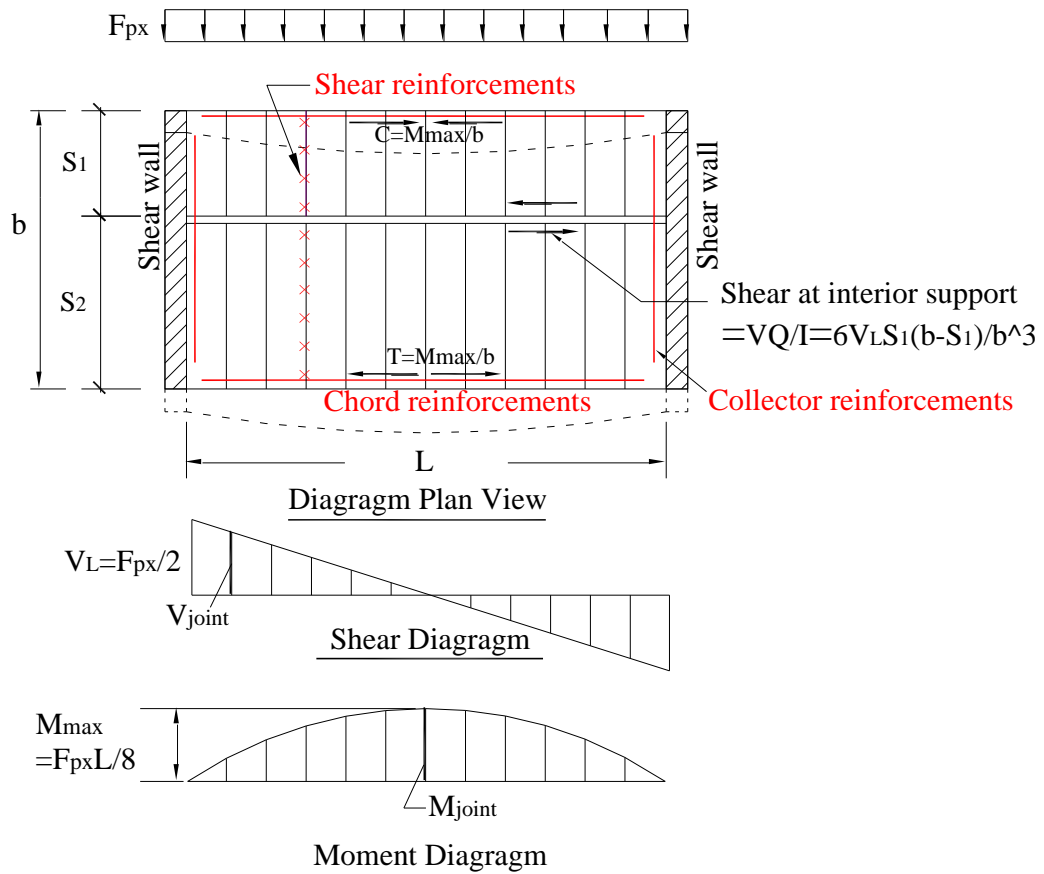 Fpx
Shear reinforcements
C=Mmax/b
S1
b
S2
Shear wall
Shear wall
Shear at interior support
=VQ/I=6VLS1(b-S1)/b^3
T=Mmax/b
Chord reinforcements
Collector reinforcements
L
Diagragm Plan View
VL=Fpx/2
Vjoint
Shear Diagragm
Mmax
=FpxL/8
Mjoint
Moment Diagragm